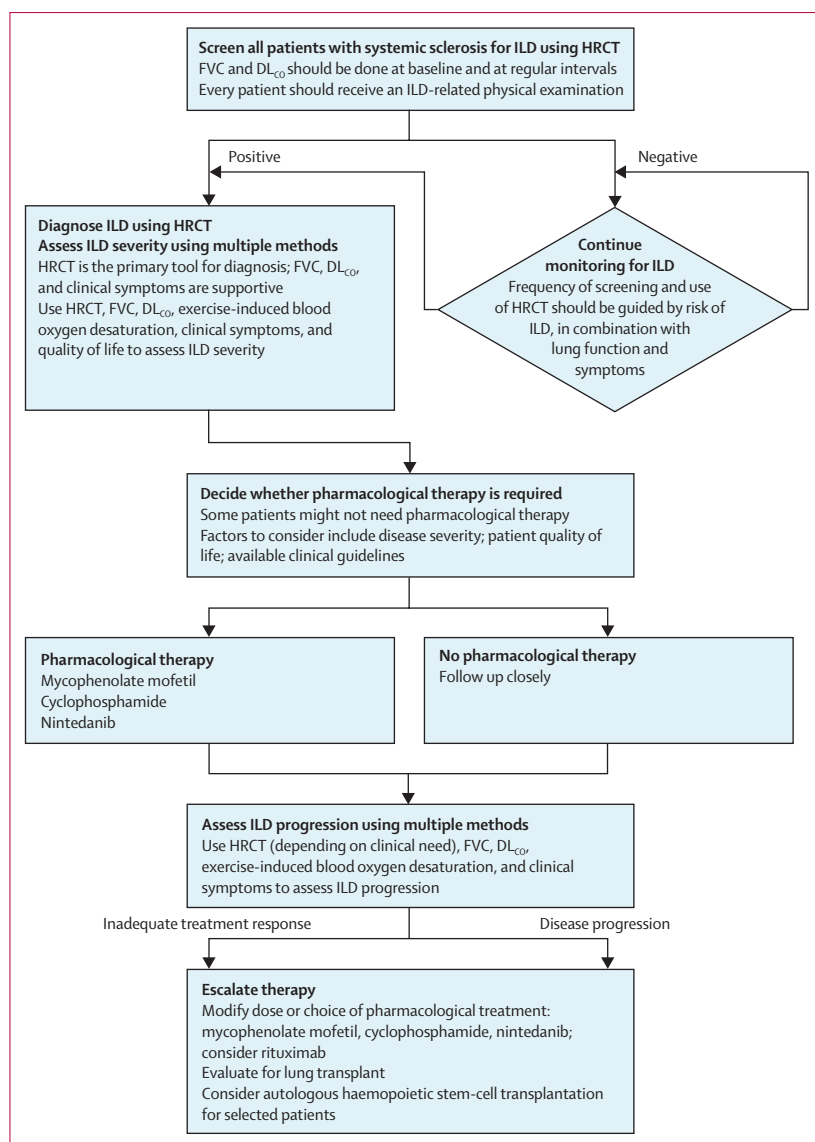 Screen all patients with systemic sclerosis for ILD using HRCT
FVC and DLCO should be done at baseline and at regular intervals
Every patient should receive an ILD-related physical examination
Positive
Negative
Diagnose ILD using HRCT
Assess ILD severity using multiple methods
HRCT is the primary tool for diagnosis; FVC, DLCO,
and clinical symptoms are supportive
Use HRCT, FVC, DLCO, exercise-induced blood
oxygen desaturation, clinical symptoms, and
quality of life to assess ILD severity
Continue
monitoring for ILD
Frequency of screening and use
of HRCT should be guided by risk of
ILD, in combination with
lung function and
symptoms
Decide whether pharmacological therapy is required
Some patients might not need pharmacological therapy
Factors to consider include disease severity; patient quality of
life; available clinical guidelines
Pharmacological therapy
Mycophenolate mofetil
Cyclophosphamide
Nintedanib
No pharmacological therapy
Follow up closely
Assess ILD progression using multiple methods
Use HRCT (depending on clinical need), FVC, DLCO,
exercise-induced blood oxygen desaturation, and clinical
symptoms to assess ILD progression
Inadequate treatment response
Disease progression
Escalate therapy
Modify dose or choice of pharmacological treatment:
mycophenolate mofetil, cyclophosphamide, nintedanib;
consider rituximab
Evaluate for lung transplant
Consider autologous haemopoietic stem-cell transplantation
for selected patients